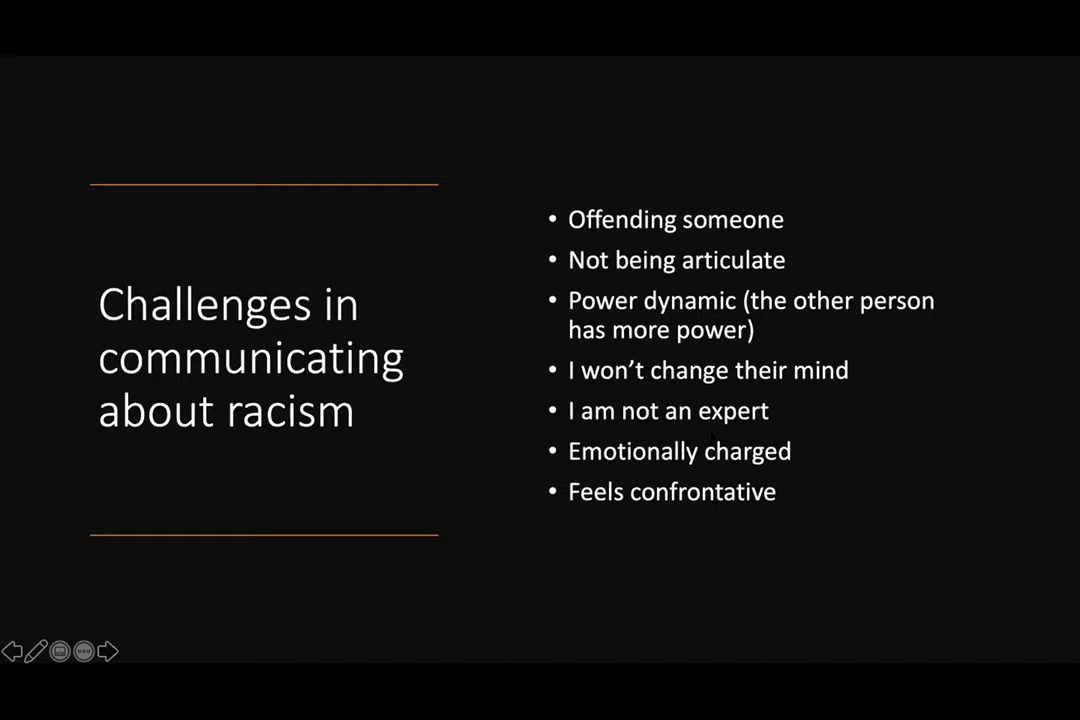 Challenges in
communicating
about racism
• Offending someone
• Not being articulate
• Power dynamic (the other person
has more power)
• I won't change their mind
• I am not an expert
• Emotionally charged
• Feels confrontative